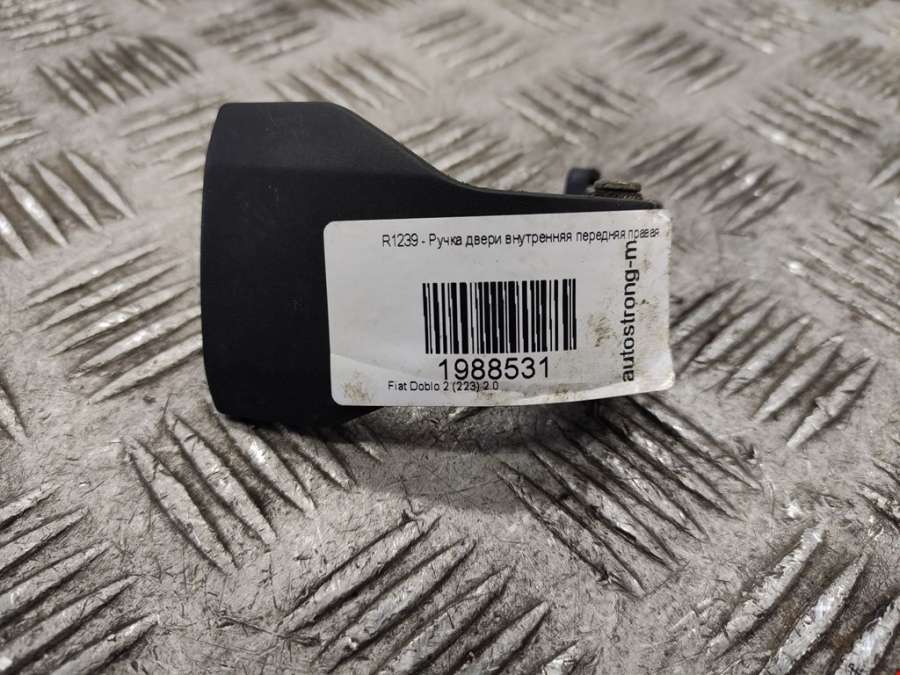 R1239 - Ручка двери внутренняя передняя правая
1988531
Fiat Doblo 2 (223) 2.0
autostrong-m